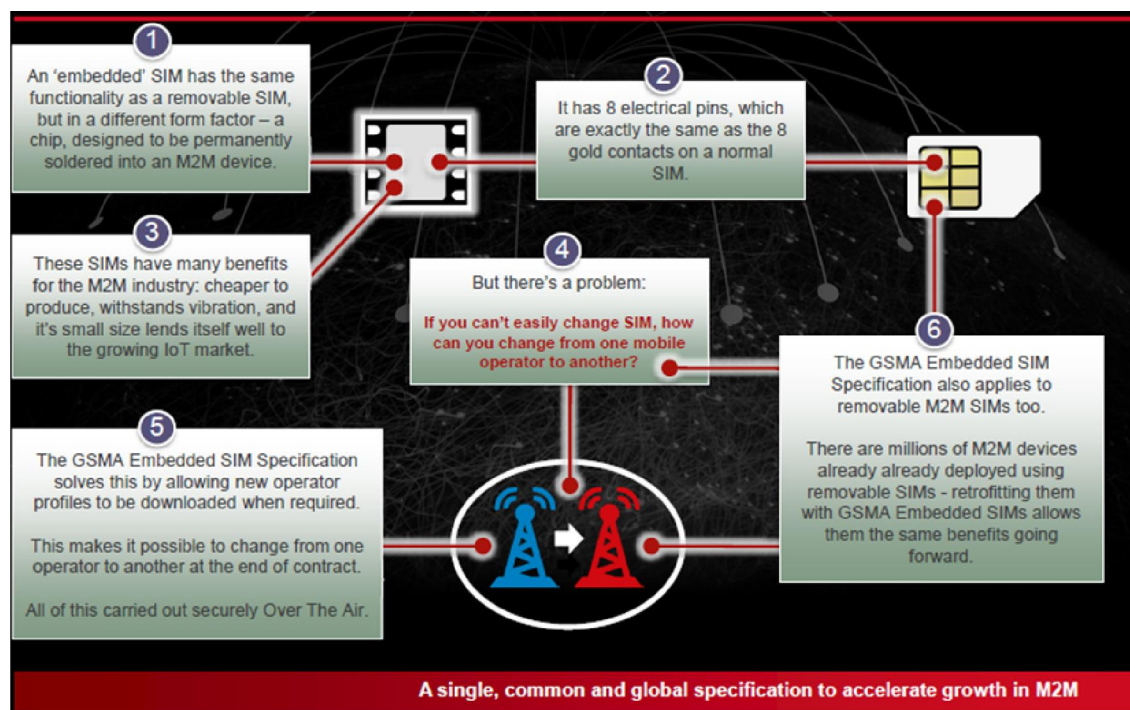 1
An ‘embedded’ SIM has the same
functionality as a removable SIM,
but in a different form factor – a
chip, designed to be permanently
soldered into an M2M device.
2
It has 8 electrical pins, which
are exactly the same as the 8
gold contacts on a normal
SIM.
3
These SIMs have many benefits
for the M2M industry: cheaper to
produce, withstands vibration, and
it's small size lends itself well to
the growing IoT market.
4
But there’s a problem:
If you can’t easily change SIM, how
can you change from one mobile
operator to another?
5
The GSMA Embedded SIM Specification
solves this by allowing new operator
profiles to be downloaded when required.
This makes it possible to change from one
operator to another at the end of contract.
All of this carried out securely Over The Air.
6
The GSMA Embedded SIM
Specification also applies to
removable M2M SIMs too.
There are millions of M2M devices
already already deployed using
removable SIMs - retrofitting them
with GSMA Embedded SIMs allows
them the same benefits going
forward.
A single, common and global specification to accelerate growth in M2M